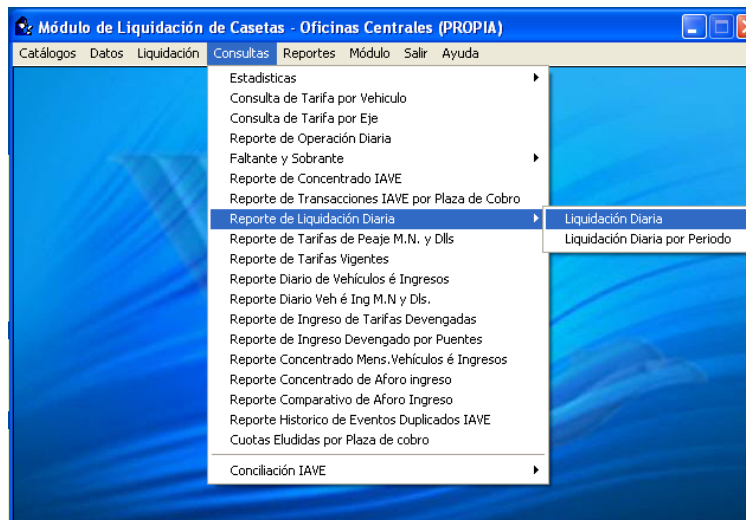 Módulo de Liquidación de Casetas - Oficinas Centrales (PROPIA)
Catálogos Datos Liquidación Consultas Reportes Módulo Salir Ayuda
Estadisticas
Consulta de Tarifa por Vehiculo
Consulta de Tarifa por Eje
Reporte de Operación Diaria
Faltante y Sobrante
Reporte de Concentrado IAVE
Reporte de Transacciones IAVE por Plaza de Cobro
Reporte de Liquidación Diaria
Liquidación Diaria
Reporte de Tarifas de Peaje M.N. y Dlls
Liquidación Diaria por Periodo
Reporte de Tarifas Vigentes
Reporte Diario de Vehículos é Ingresos
Reporte Diario Veh é Ing M.N y Dls.
Reporte de Ingreso de Tarifas Devengadas
Reporte de Ingreso Devengado por Puentes
Reporte Concentrado Mens.Vehículos é Ingresos
Reporte Concentrado de Aforo ingreso
Reporte Comparativo de Aforo Ingreso
Reporte Historico de Eventos Duplicados IAVE
Cuotas Eludidas por Plaza de cobro
Conciliación IAVE